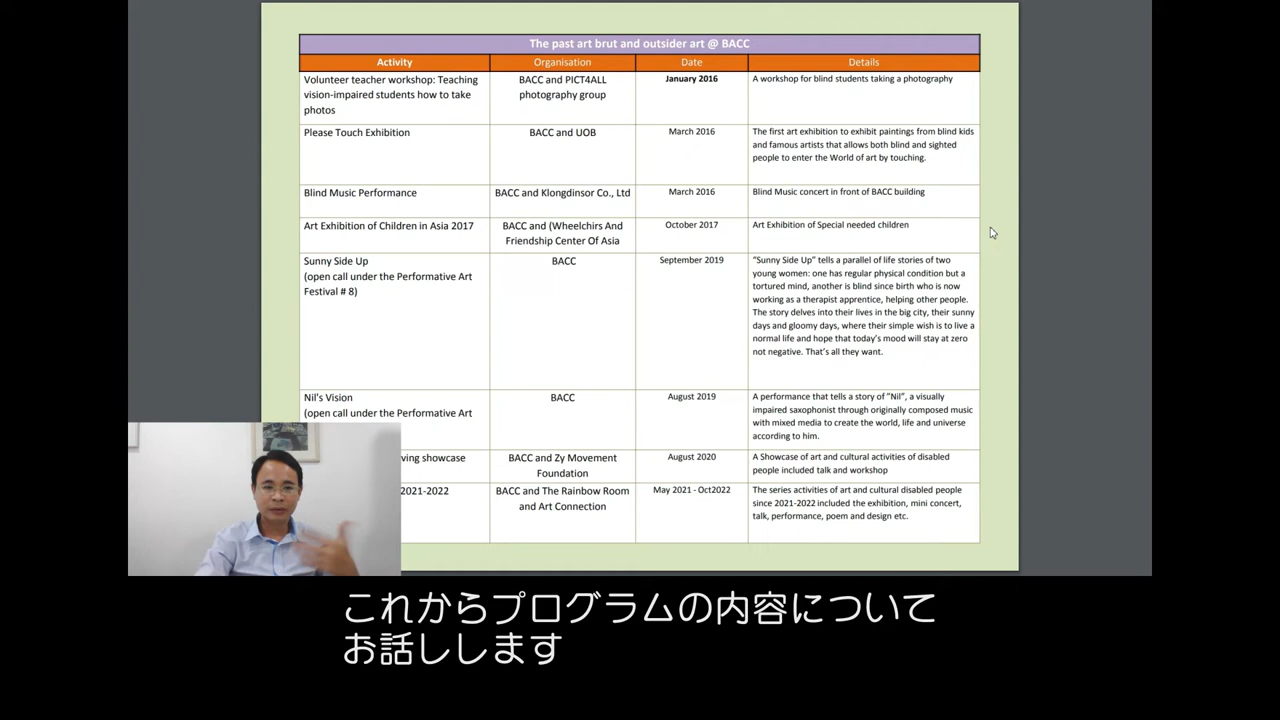 The past art brut and outsider art @ BACC
Activity Organisation Date Details
Volunteer teacher workshop: Teaching
vision-impaired students how to take
photos
BACC and PICT4ALL
photography group
January 2016
A workshop for blind students taking a photography
Please Touch Exhibition
BACC and UOB
March 2016
The first art exhibition to exhibit paintings from blind kids
and famous artists that allows both blind and sighted
people to enter the World of art by touching.
Blind Music Performance
BACC and Klongdinsor Co., Ltd
March 2016
Blind Music concert in front of BACC building
Art Exhibition of Children in Asia 2017
BACC and (Wheelchirs And
Friendship Center Of Asia
October 2017
Art Exhibition of Special needed children
Sunny Side Up
(open call under the Performative Art
Festival # 8)
BACC
September 2019
“Sunny Side Up” tells a parallel of life stories of two
young women: one has regular physical condition but a
tortured mind, another is blind since birth who is now
working as a therapist apprentice, helping other people.
The story delves into their lives in the big city, their sunny
days and gloomy days, where their simple wish is to live a
normal life and hope that today’s mood will stay at zero
not negative. That’s all they want.
Nil's Vision
(open call under the Performative Art
BACC
August 2019
A performance that tells a story of “Nil”, a visually
impaired saxophonist through originally composed music
with mixed media to create the world, life and universe
according to him.
ving showcase
BACC and Zy Movement
Foundation
August 2020
A Showcase of art and cultural activities of disabled
people included talk and workshop
2021-2022
BACC and The Rainbow Room
and Art Connection
May 2021 - Oct2022
The series activities of art and cultural disabled people
since 2021-2022 included the exhibition, mini concert,
talk, performance, poem and design etc.
これからプログラムの内容について
お話しします